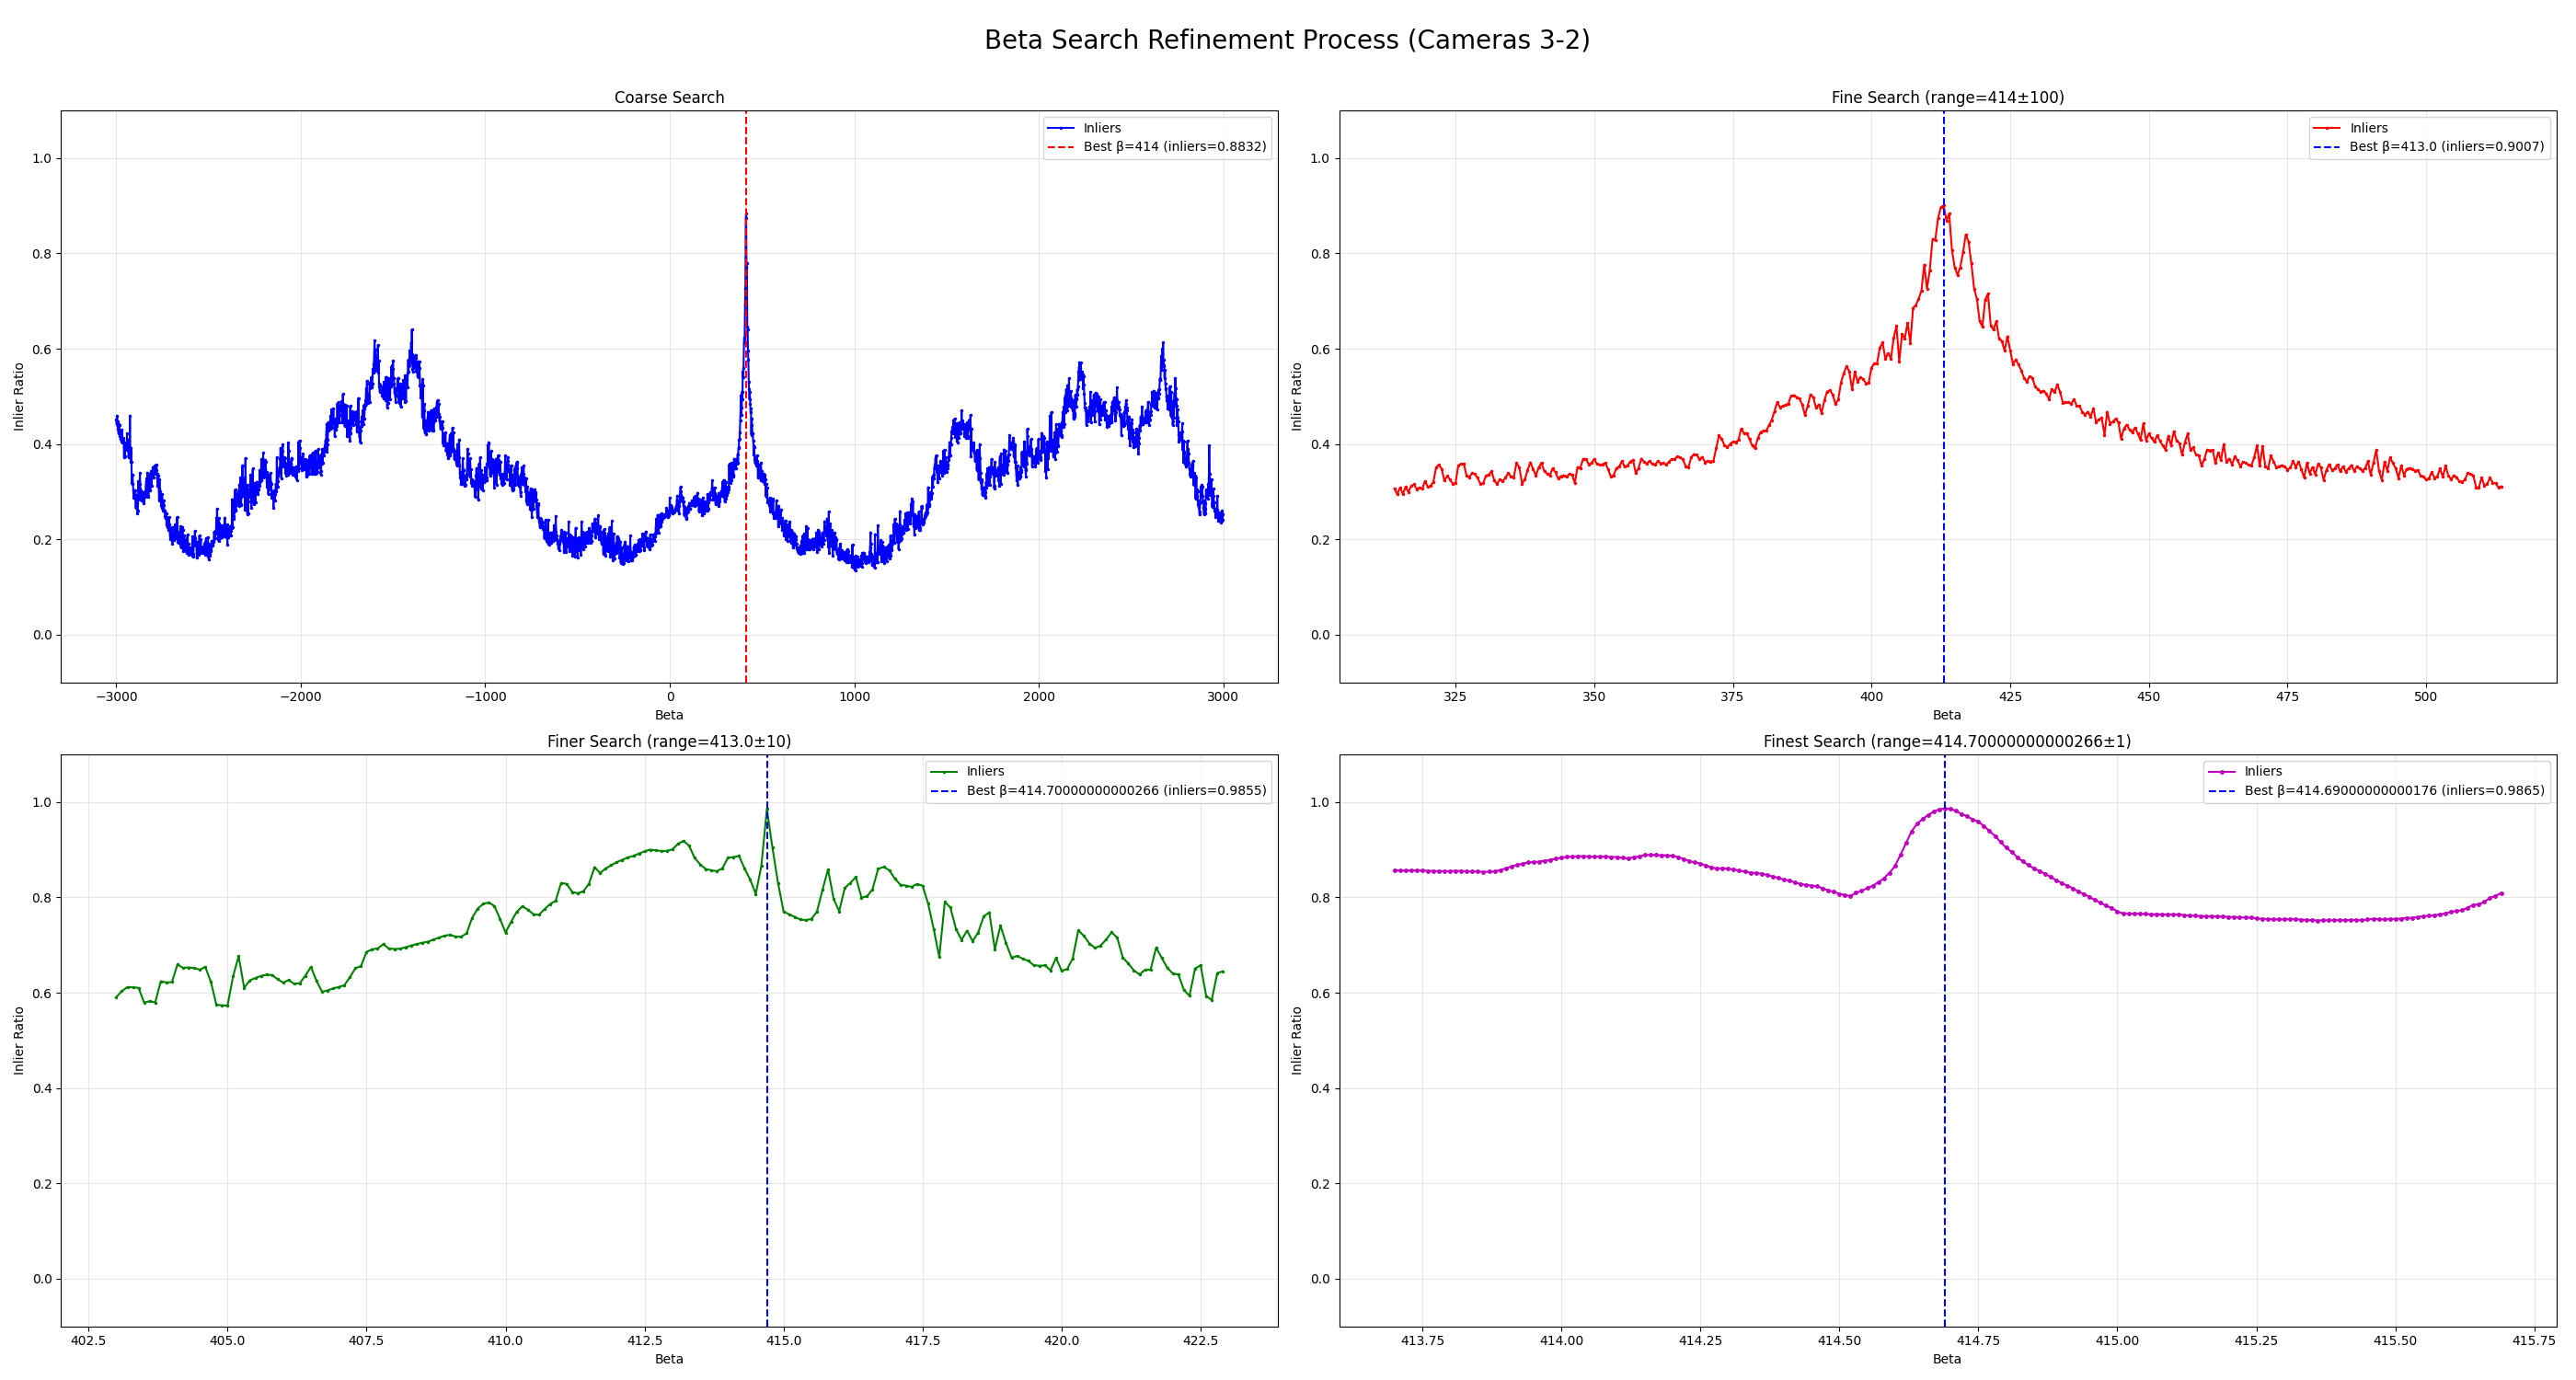 Beta Search Refinement Process (Cameras 3-2)
Coarse Search
Inliers
Best β=414 (inliers=0.8832)
Inlier Ratio
1.0
0.8
0.6
0.4
0.2
0.0
−3000 −2000 −1000 0 1000 2000 3000
Beta
Fine Search (range=414±100)
Inliers
Best β=413.0 (inliers=0.9007)
Inlier Ratio
1.0
0.8
0.6
0.4
0.2
0.0
325 350 375 400 425 450 475 500
Beta
Finer Search (range=413.0±10)
Inliers
Best β=414.70000000000266 (inliers=0.9855)
Inlier Ratio
1.0
0.8
0.6
0.4
0.2
0.0
402.5 405.0 407.5 410.0 412.5 415.0 417.5 420.0 422.5
Beta
Finest Search (range=414.70000000000266±1)
Inliers
Best β=414.69000000000176 (inliers=0.9865)
Inlier Ratio
1.0
0.8
0.6
0.4
0.2
0.0
413.75 414.00 414.25 414.50 414.75 415.00 415.25 415.50 415.75
Beta